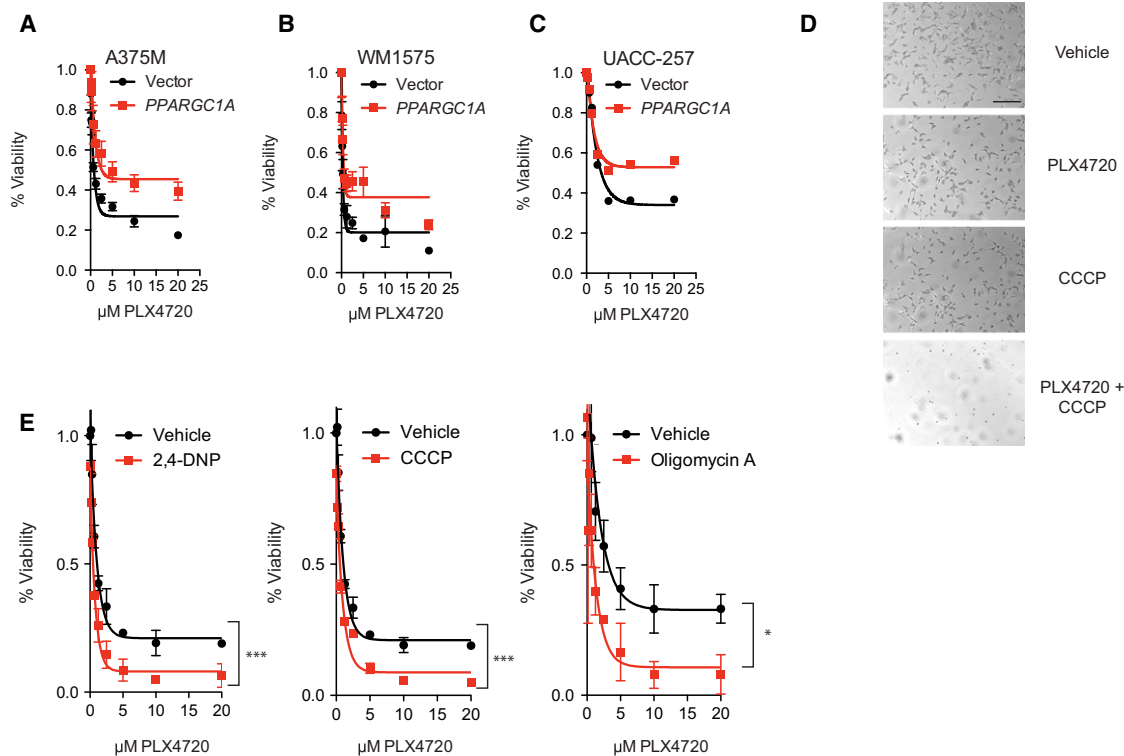 A
A375M
Vector
PPARGC1A
% Viability
1.0
0.8
0.6
0.4
0.2
0.0
0 5 10 15 20 25
µM PLX4720
B
WM1575
Vector
PPARGC1A
% Viability
1.0
0.8
0.6
0.4
0.2
0.0
0 5 10 15 20 25
µM PLX4720
C
UACC-257
Vector
PPARGC1A
% Viability
1.0
0.8
0.6
0.4
0.2
0.0
0 5 10 15 20 25
µM PLX4720
D
Vehicle
PLX4720
CCCP
PLX4720 +
CCCP
E
Vehicle
2,4-DNP
% Viability
1.0
0.5
0.0
0 5 10 15 20
µM PLX4720
***
Vehicle
CCCP
% Viability
1.0
0.5
0.0
0 5 10 15 20
µM PLX4720
***
Vehicle
Oligomycin A
% Viability
1.0
0.5
0.0
0 5 10 15 20
µM PLX4720
*